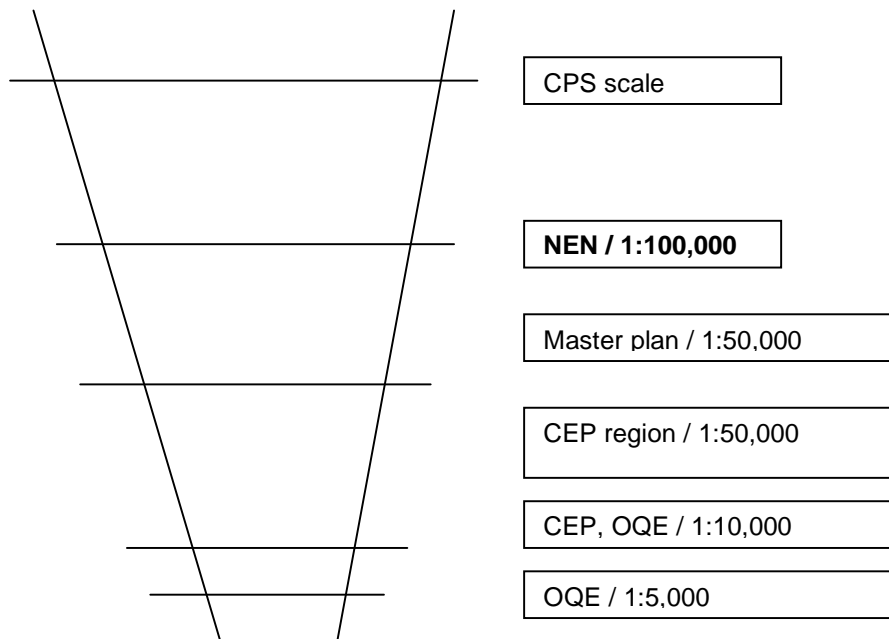 CPS scale
NEN / 1:100,000
Master plan / 1:50,000
CEP region / 1:50,000
CEP, OQE / 1:10,000
OQE / 1:5,000